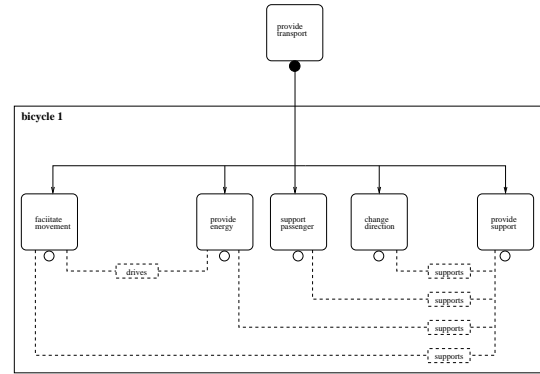 provide
transport
bicycle 1
faciitate
movement
provide
energy
support
passenger
change
direction
provide
support
drives
supports
supports
supports
supports